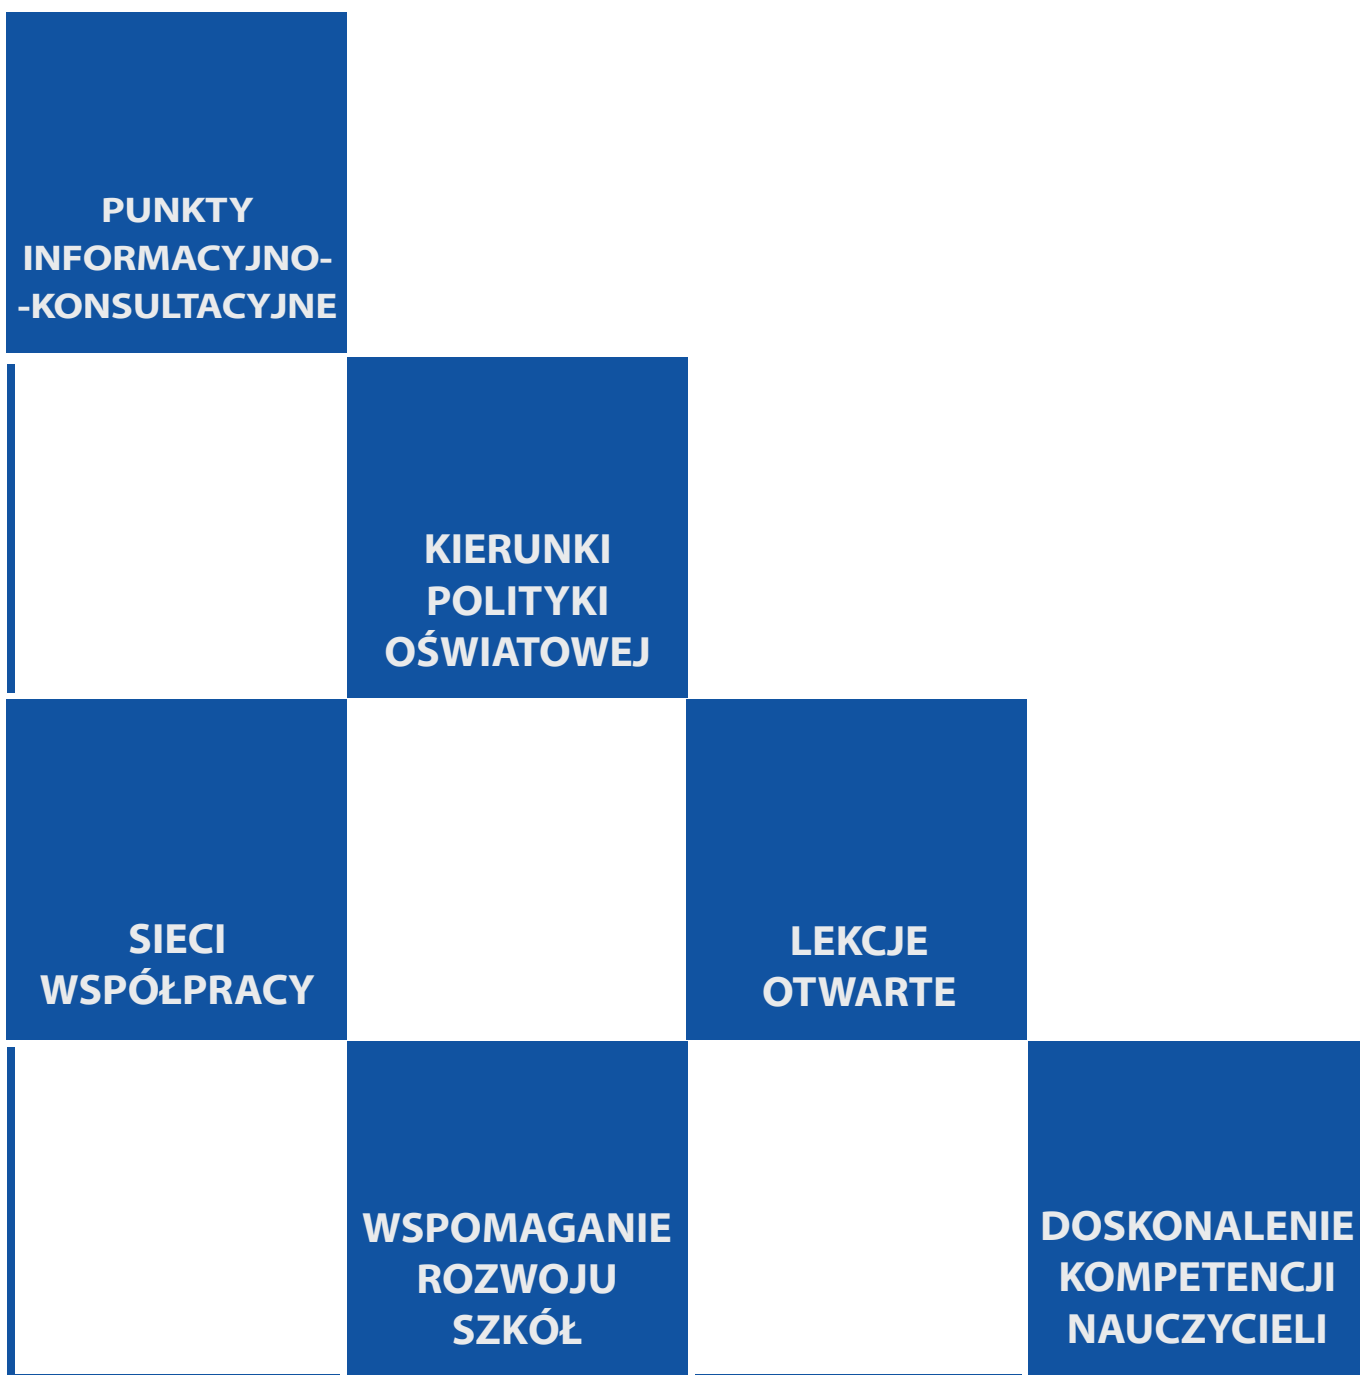 PUNKTY
INFORMACYJNO-
-KONSULTACYJNE
KIERUNKI
POLITYKI
OŚWIATOWEJ
SIECI
WSPÓŁPRACY
LEKCJE
OTWARTE
WSPOMAGANIE
ROZWOJU
SZKÓŁ
DOSKONALENIE
KOMPETENCJI
NAUCZYCIELI